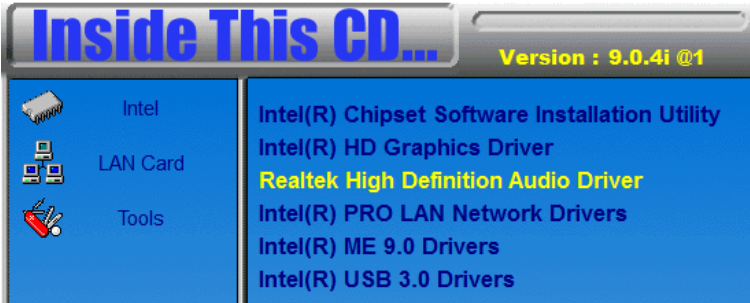 Inside This CD...
Version : 9.0.4i @1
Intel
LAN Card
Tools
Intel(R) Chipset Software Installation Utility
Intel(R) HD Graphics Driver
Realtek High Definition Audio Driver
Intel(R) PRO LAN Network Drivers
Intel(R) ME 9.0 Drivers
Intel(R) USB 3.0 Drivers